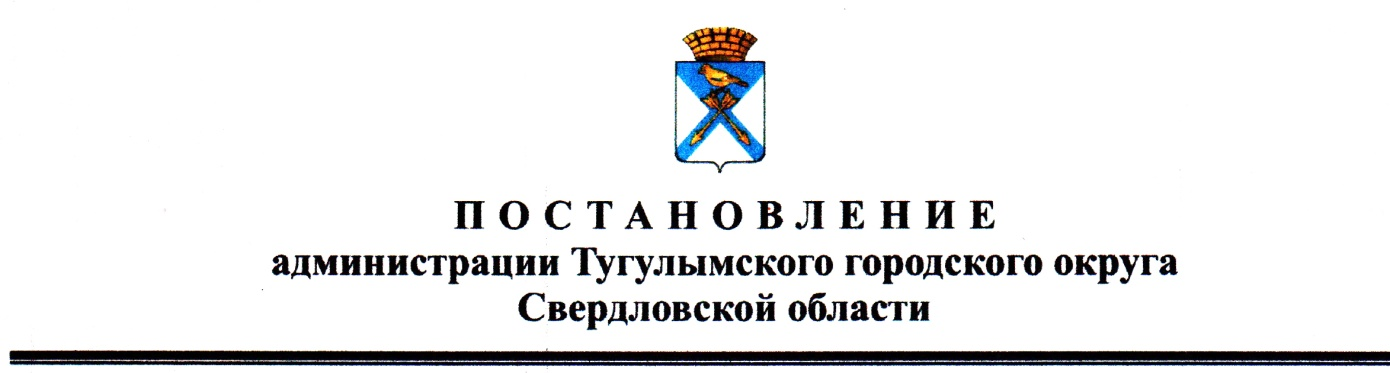 П О С Т А Н О В Л Е Н И Е
администрации Тугулымского городского округа
Свердловской области